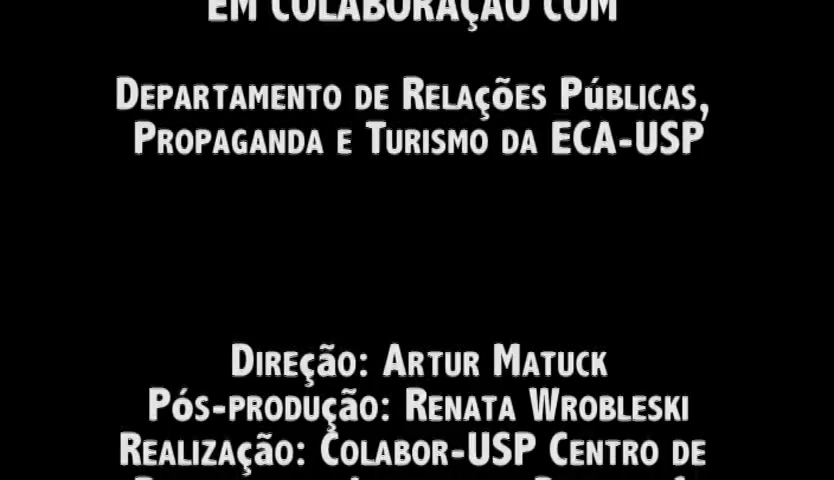 EM COLABORAÇÃO COM
DEPARTAMENTO DE RELAÇÕES PÚBLICAS,
PROPAGANDA E TURISMO DA ECA-USP
DIREÇÃO: ARTUR MATUCK
PÓS-PRODUÇÃO: RENATA WROBLESKI
REALIZAÇÃO: COLABOR-USP CENTRO DE